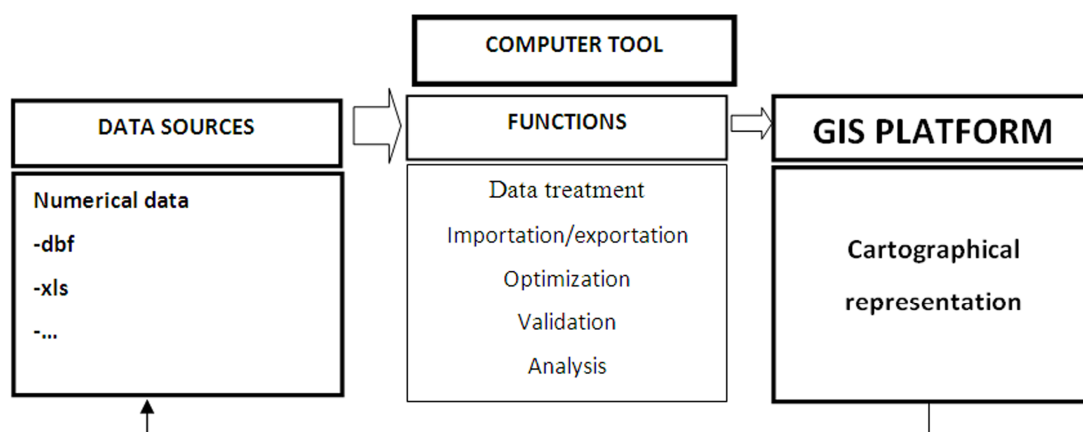 COMPUTER TOOL
DATA SOURCES
Numerical data
-dbf
-xls
-...
FUNCTIONS
Data treatment
Importation/exportation
Optimization
Validation
Analysis
GIS PLATFORM
Cartographical
representation